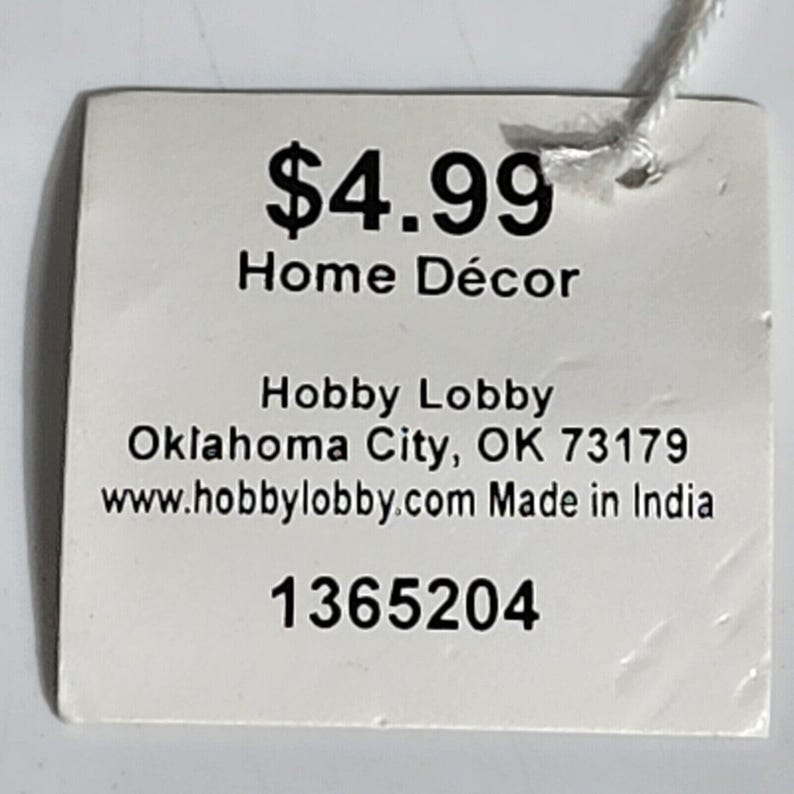 $4.99
Home Décor
Hobby Lobby
Oklahoma City, OK 73179
www.hobbylobby.com Made in India
1365204